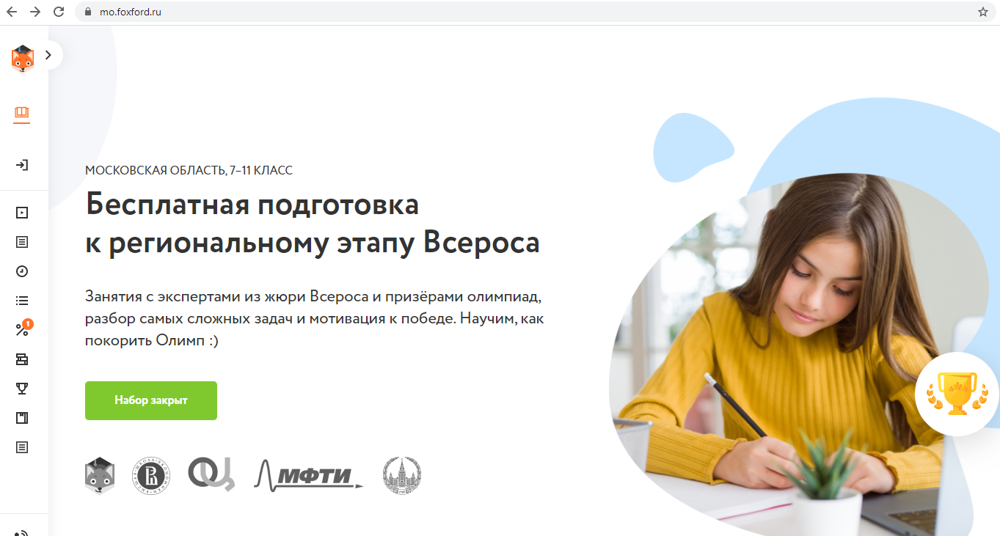 mo.foxford.ru
МОСКОВСКАЯ ОБЛАСТЬ, 7–11 КЛАСС
Бесплатная подготовка
к региональному этапу Всероса
Занятия с экспертами из жюри Всероса и призёрами олимпиад,
разбор самых сложных задач и мотивация к победе. Научим, как
покорить Олимп :)
1
Набор закрыт
МФТИ